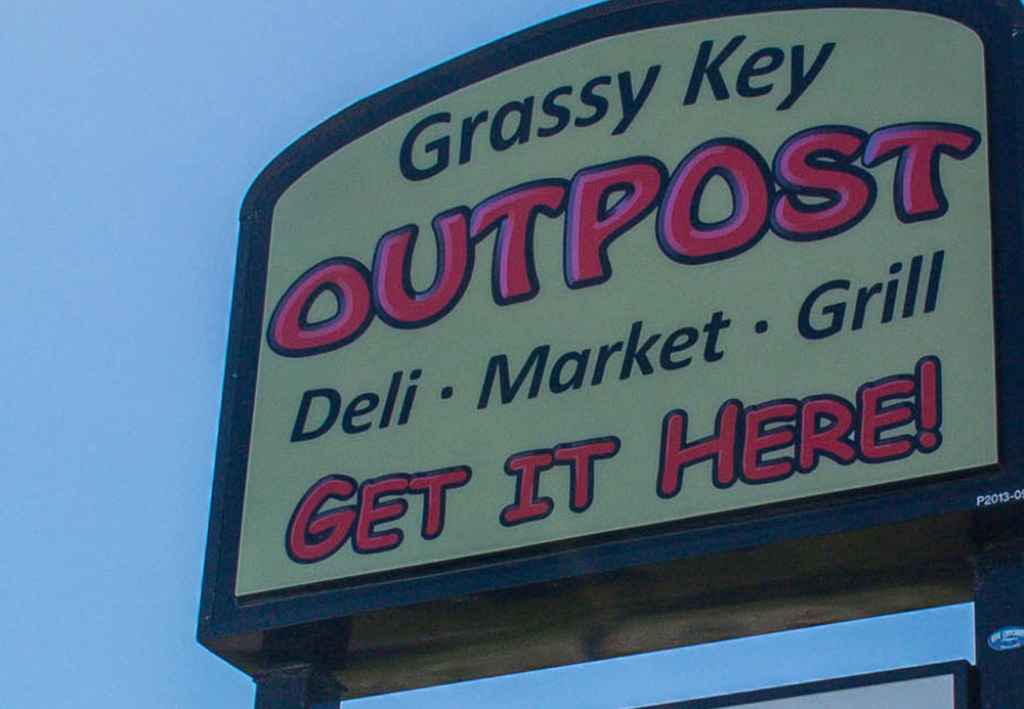 Grassy Key
OUTPOST
Deli · Market · Grill
GET IT HERE!